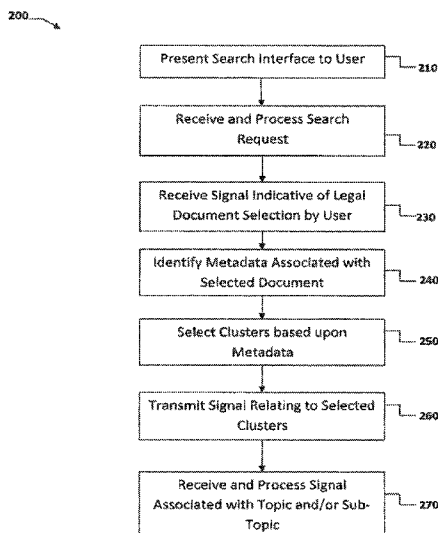 200
Present Search Interface to User
210
Receive and Process Search
Request
220
Receive Signal Indicative of Legal
Document Selection by User
230
Identify Metadata Associated with
Selected Document
240
Select Clusters based upon
Metadata
250
Transmit Signal Relating to Selected
Clusters
260
Receive and Process Signal
Associated with Topic and/or Sub-
Topic
270